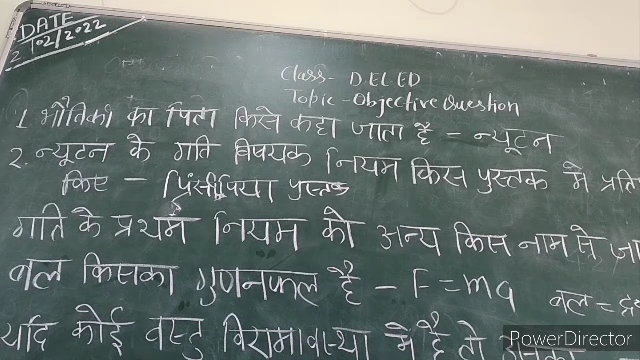 DATE
2/02/2022
Class- D.EL.ED
Topic - Objective Question
1 भौतिकी का पिता किसे कहा जाता है - न्यूटन
2. न्यूटन के गति विषयक नियम किस पुस्तक मे प्रति
किए - प्रिंसीपिया पुस्तक
गति के प्रथम नियम को अन्य किस नाम से जा
बल किसका गुणनफल है - F = ma बल = द्र
यदि कोई वस्तु विरामावस्था मे है तो
PowerDirector